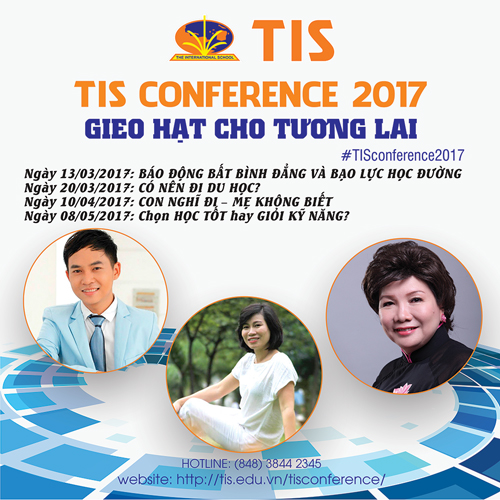 THE INTERNATIONAL SCHOOL
TIS
TIS CONFERENCE 2017
GIEO HẠT CHO TƯƠNG LAI
#TISconference2017
Ngày 13/03/2017: BÁO ĐỘNG BẤT BÌNH ĐẲNG VÀ BẠO LỰC HỌC ĐƯỜNG
Ngày 20/03/2017: CÓ NÊN ĐI DU HỌC?
Ngày 10/04/2017: CON NGHĨ ĐI – MẸ KHÔNG BIẾT
Ngày 08/05/2017: Chọn HỌC TỐT hay GIỎI KỸ NĂNG?
HOTLINE: (848) 3844 2345
website: http://tis.edu.vn/tisconference/